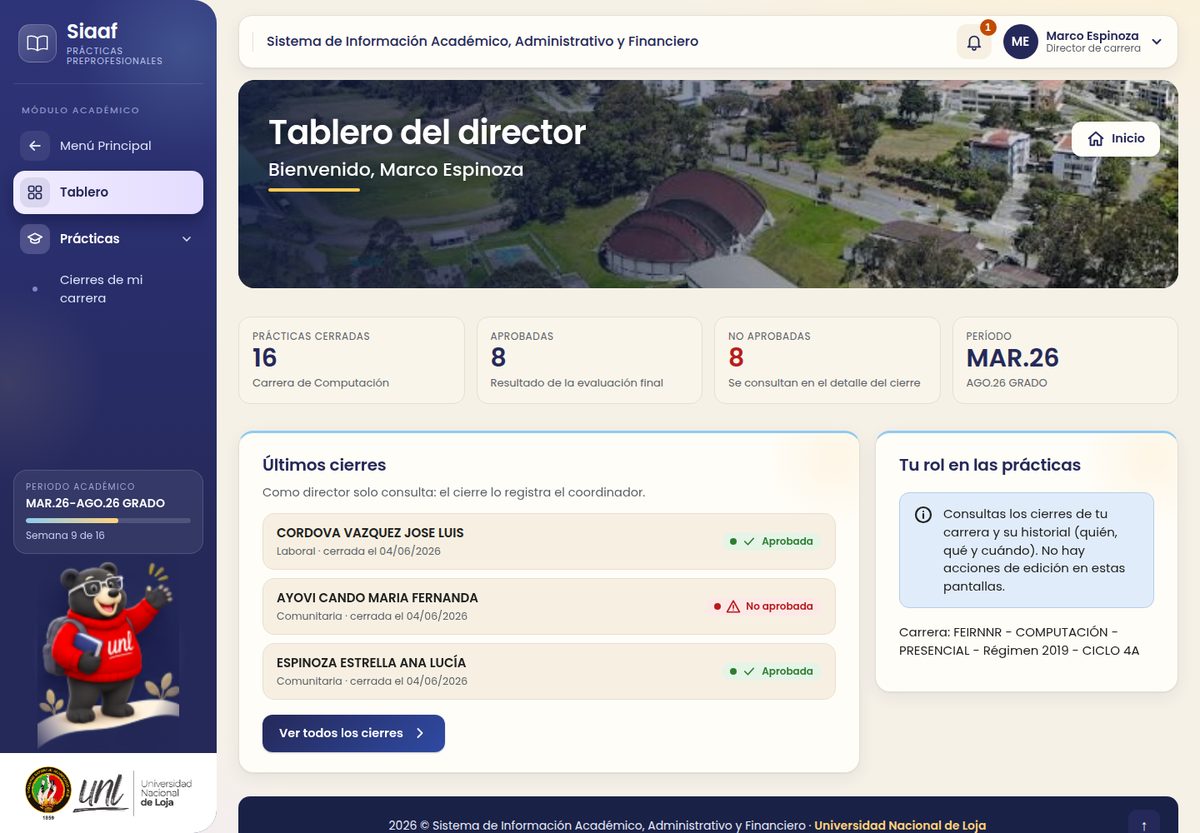 Siaaf
PRÁCTICAS
PREPROFESIONALES
MÓDULO ACADÉMICO
Menú Principal
Tablero
Prácticas
Cierres de mi
carrera
PERIODO ACADÉMICO
MAR.26-AGO.26 GRADO
Semana 9 de 16
unl
1859
unl
Universidad
Nacional
de Loja
Sistema de Información Académico, Administrativo y Financiero
1
ME
Marco Espinoza
Director de carrera
Tablero del director
Bienvenido, Marco Espinoza
Inicio
PRÁCTICAS CERRADAS
16
Carrera de Computación
APROBADAS
8
Resultado de la evaluación final
NO APROBADAS
8
Se consultan en el detalle del cierre
PERÍODO
MAR.26
AGO.26 GRADO
Últimos cierres
Como director solo consulta: el cierre lo registra el coordinador.
CORDOVA VAZQUEZ JOSE LUIS
Laboral · cerrada el 04/06/2026
Aprobada
AYOVI CANDO MARIA FERNANDA
Comunitaria · cerrada el 04/06/2026
No aprobada
ESPINOZA ESTRELLA ANA LUCÍA
Comunitaria · cerrada el 04/06/2026
Aprobada
Ver todos los cierres
Tu rol en las prácticas
Consultas los cierres de tu
carrera y su historial (quién,
qué y cuándo). No hay
acciones de edición en estas
pantallas.
Carrera: FEIRNNR - COMPUTACIÓN -
PRESENCIAL - Régimen 2019 - CICLO 4A
2026 © Sistema de Información Académico, Administrativo y Financiero · Universidad Nacional de Loja